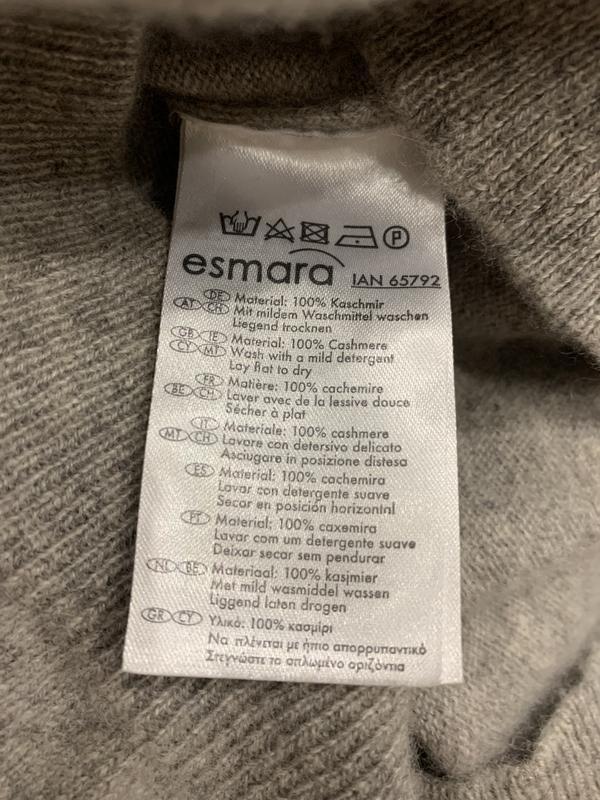 P
esmara IAN 65792
DE Material: 100% Kaschmir
AT CH Mit mildem Waschmittel waschen
Liegend trocknen
GB IE Material: 100% Cashmere
CY MT Wash with a mild detergent
Lay flat to dry
FR Matière: 100% cachemire
BE CH Laver avec de la lessive douce
Sécher à plat
IT Materiale: 100% cashmere
MT CH Lavare con detersivo delicato
Asciugare in posizione distesa
ES Material: 100% cachemira
Lavar con detergente suave
Secar en posición horizontal
PT Material: 100% caxemira
Lavar com um detergente suave
Deixar secar sem pendurar
NL BE Materiaal: 100% kasjmier
Met mild wasmiddel wassen
Liggend laten drogen
GR CY Υλικό: 100% κασμίρι
Να πλένεται με ήπιο απορρυπαντικό
Στεγνώστε το απλωμένο οριζόντια